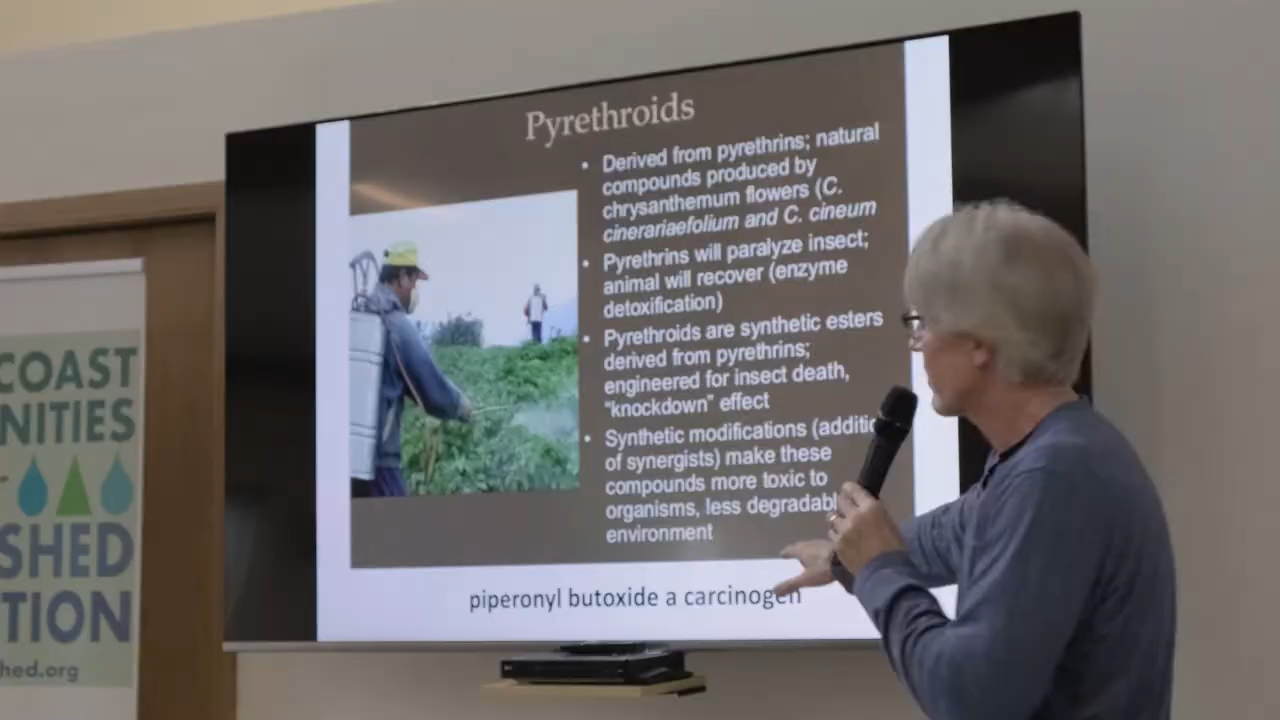 Pyrethroids
• Derived from pyrethrins; natural
compounds produced by
chrysanthemum flowers (C.
cinerariaefolium and C. cineum
• Pyrethrins will paralyze insect;
animal will recover (enzyme
detoxification)
• Pyrethroids are synthetic esters
derived from pyrethrins;
engineered for insect death,
"knockdown" effect
• Synthetic modifications (additio
of synergists) make these
compounds more toxic to
organisms, less degradabl
environment
piperonyl butoxide a carcinogen
COAST
NITIES
SHED
TION
hed.org